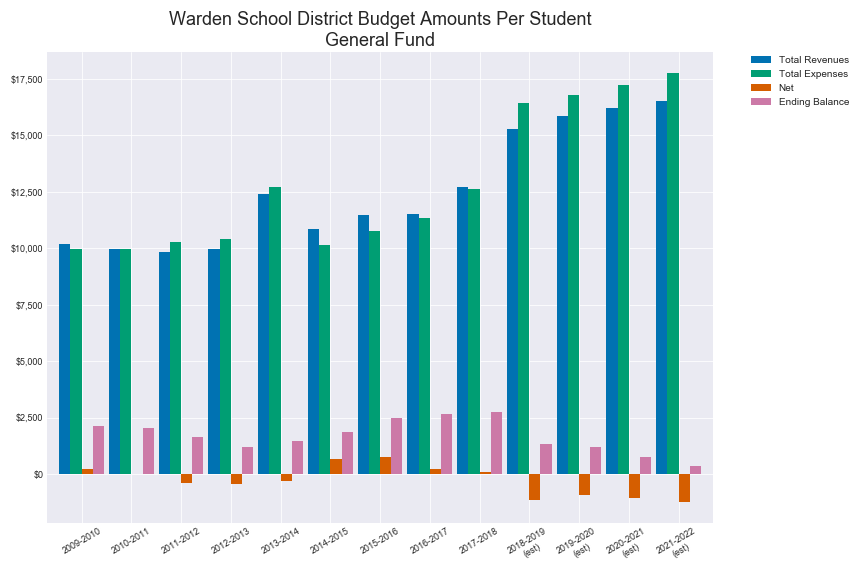 Warden School District Budget Amounts Per Student
General Fund
Total Revenues
Total Expenses
Net
Ending Balance
$17,500
$15,000
$12,500
$10,000
$7,500
$5,000
$2,500
$0
2009-2010
2010-2011
2011-2012
2012-2013
2013-2014
2014-2015
2015-2016
2016-2017
2017-2018
2018-2019
(est)
2019-2020
(est)
2020-2021
(est)
2021-2022
(est)